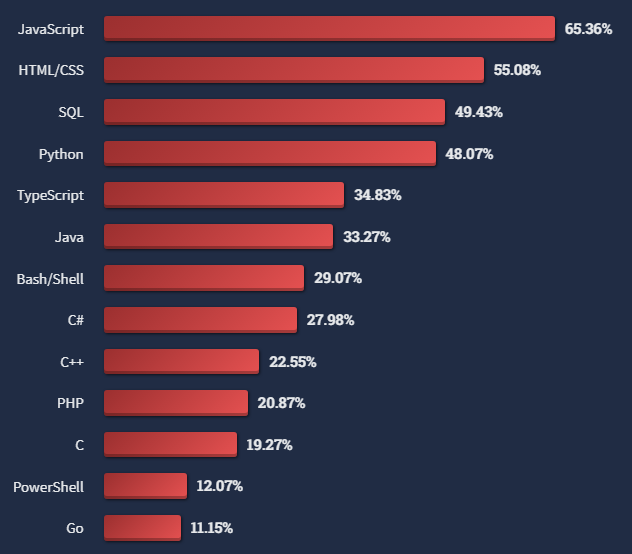 JavaScript 65.36%
HTML/CSS 55.08%
SQL 49.43%
Python 48.07%
TypeScript 34.83%
Java 33.27%
Bash/Shell 29.07%
C# 27.98%
C++ 22.55%
PHP 20.87%
C 19.27%
PowerShell 12.07%
Go 11.15%